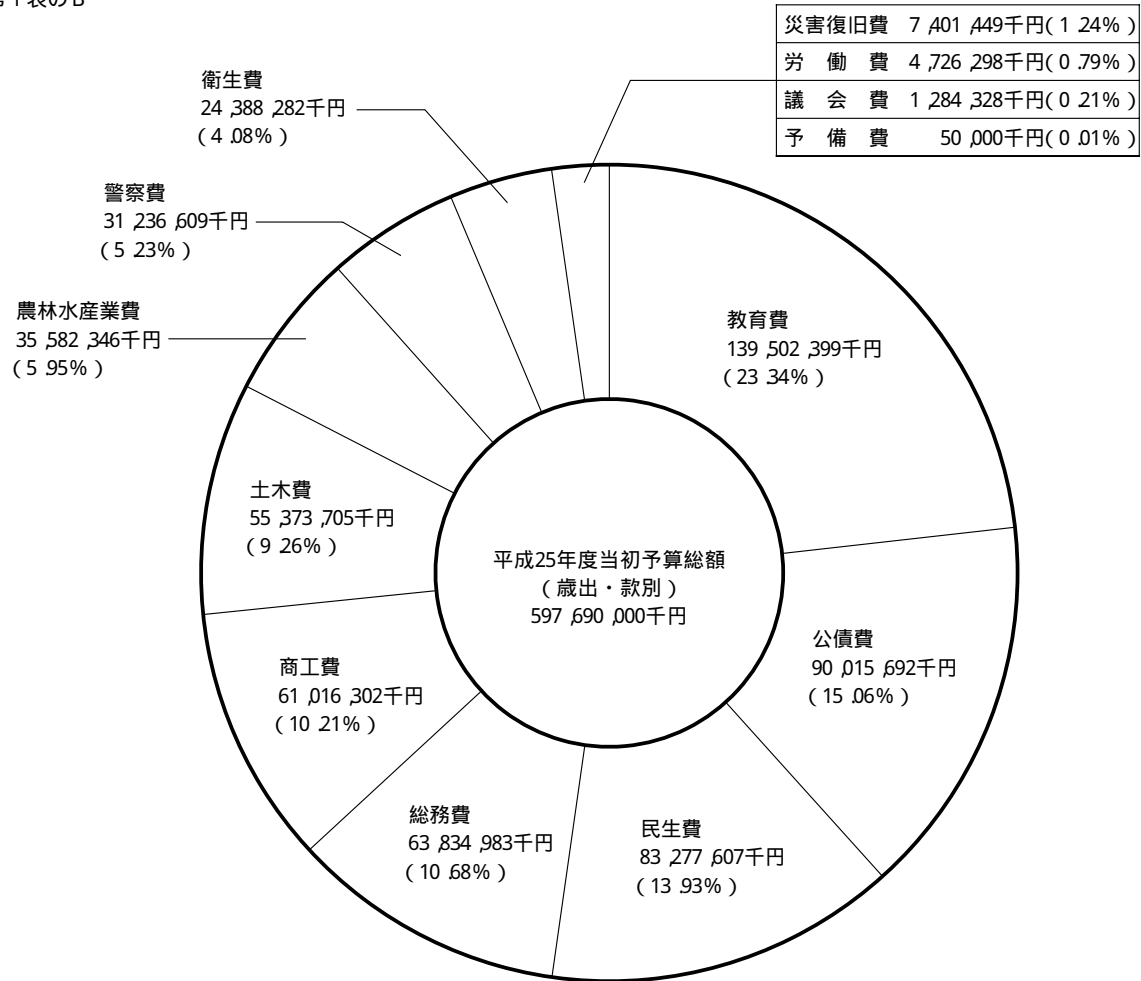 災害復旧費 7,401,449千円(1.24%)
労働費 4,726,298千円(0.79%)
議会費 1,284,328千円(0.21%)
予備費 50,000千円(0.01%)
衛生費
24,388,282千円
(4.08%)
警察費
31,236,609千円
(5.23%)
農林水産業費
35,582,346千円
(5.95%)
教育費
139,502,399千円
(23.34%)
土木費
55,373,705千円
(9.26%)
平成25年度当初予算総額
(歳出・款別)
597,690,000千円
公債費
90,015,692千円
(15.06%)
商工費
61,016,302千円
(10.21%)
総務費
63,834,983千円
(10.68%)
民生費
83,277,607千円
(13.93%)